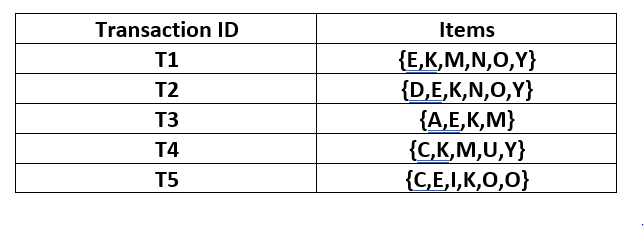 Transaction ID Items
T1 {E,K,M,N,O,Y}
T2 {D,E,K,N,O,Y}
T3 {A,E,K,M}
T4 {C,K,M,U,Y}
T5 {C,E,I,K,O,O}